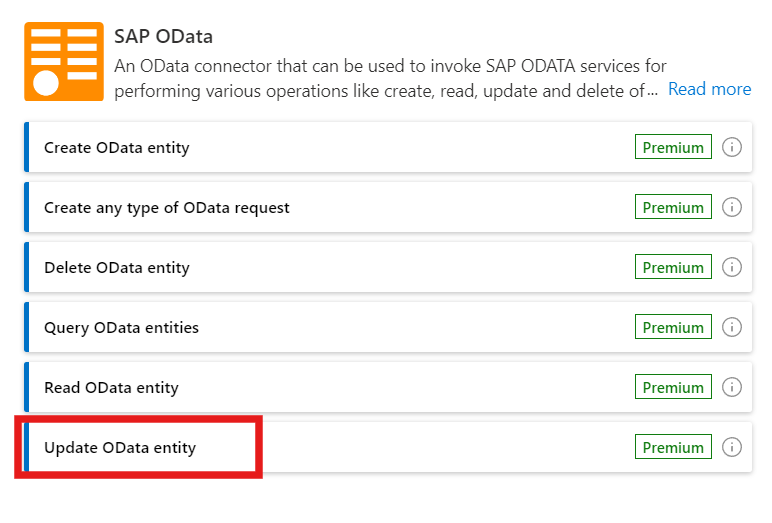 SAP OData
An OData connector that can be used to invoke SAP ODATA services for
performing various operations like create, read, update and delete of... Read more
Create OData entity Premium
Create any type of OData request Premium
Delete OData entity Premium
Query OData entities Premium
Read OData entity Premium
Update OData entity Premium